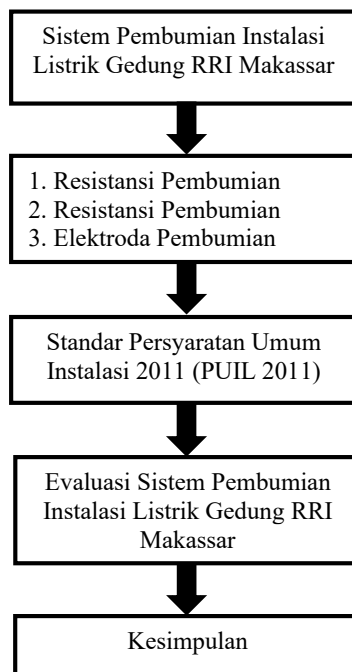 Sistem Pembumian Instalasi
Listrik Gedung RRI Makassar
1. Resistansi Pembumian
2. Resistansi Pembumian
3. Elektroda Pembumian
Standar Persyaratan Umum
Instalasi 2011 (PUIL 2011)
Evaluasi Sistem Pembumian
Instalasi Listrik Gedung RRI
Makassar
Kesimpulan